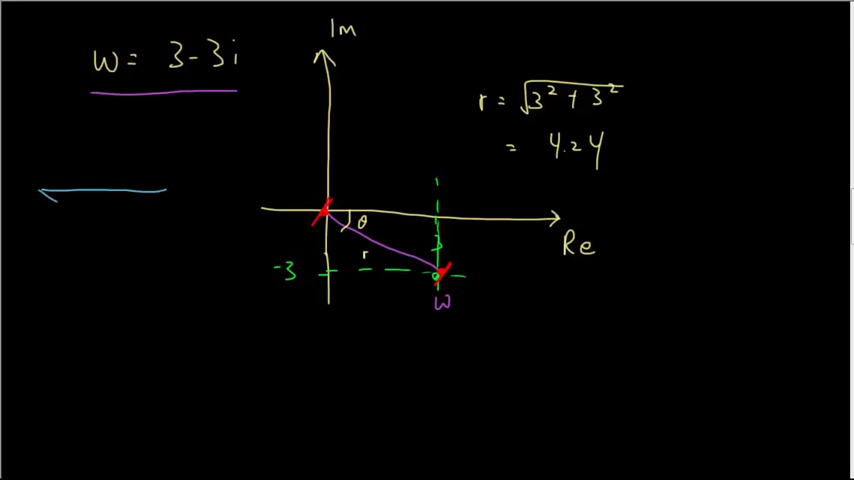 Im
w = 3 - 3i
r = √3² + 3²
= 4.24
θ
Re
3
r
-3
w